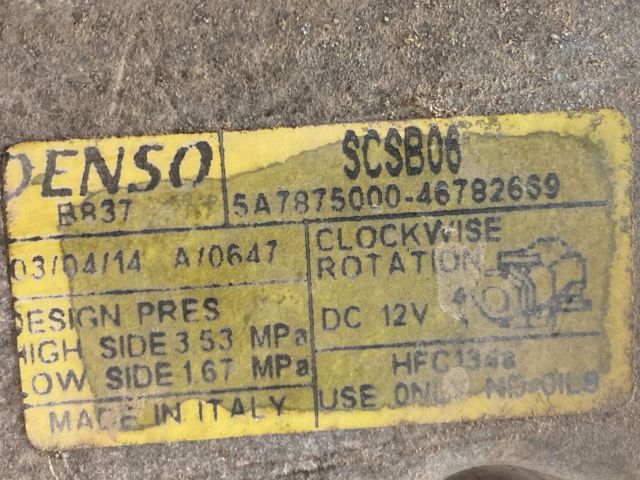 DENSO
SCSB06
B837
5A7875000-46782669
03/04/14 A/0647
CLOCKWISE
ROTATION
DC 12V
DESIGN PRES
HIGH SIDE 3.53 MPa
LOW SIDE 1.67 MPa
HFC134a
USE ONLY ND-OIL8
MADE IN ITALY